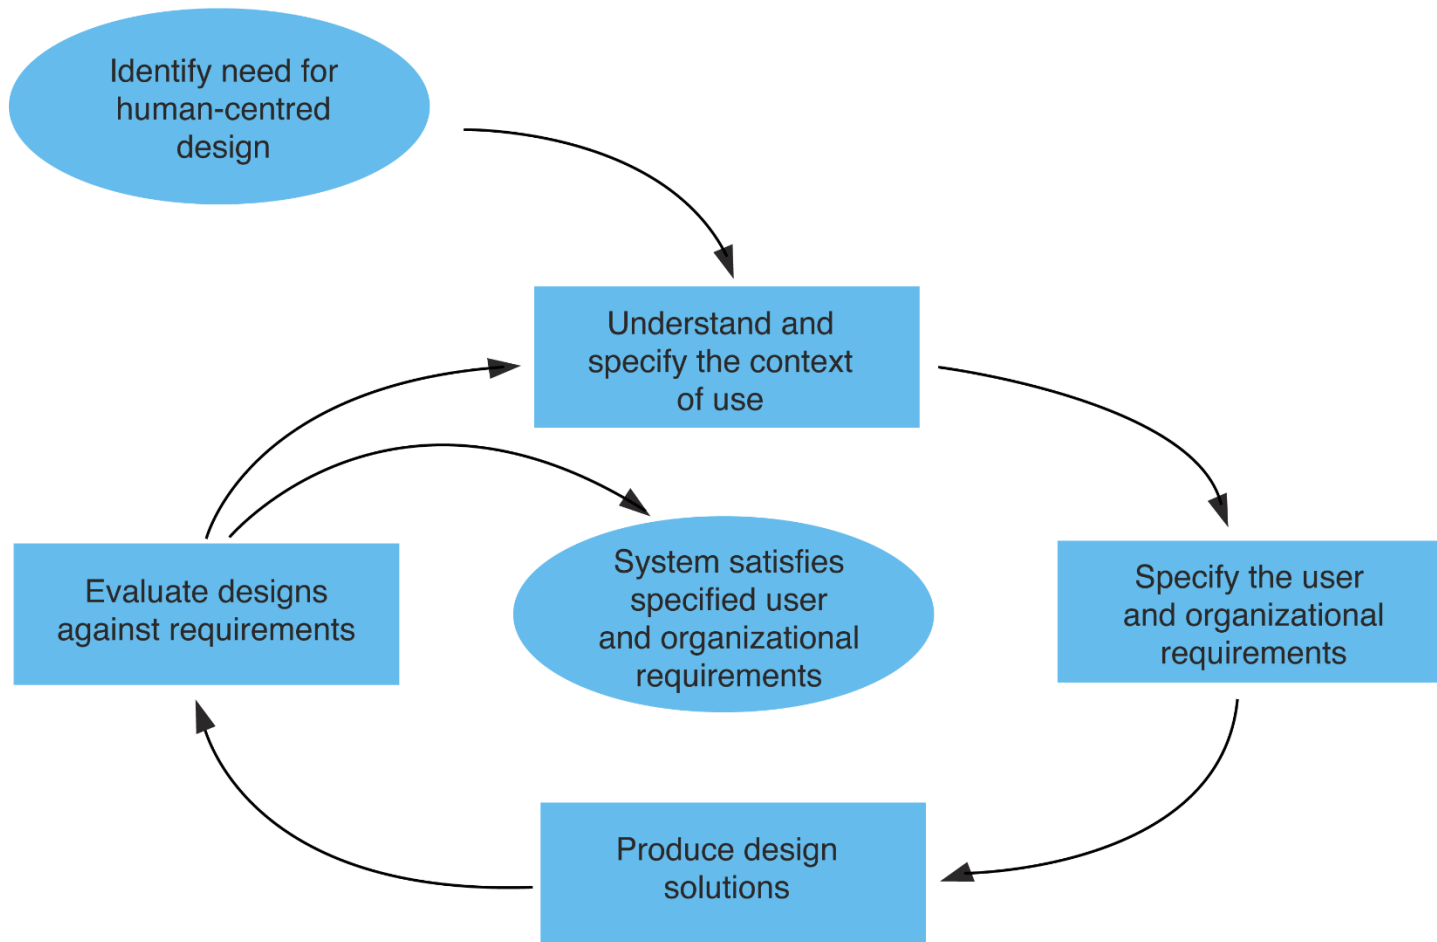 Identify need for
human-centred
design
Understand and
specify the context
of use
Evaluate designs
against requirements
System satisfies
specified user
and organizational
requirements
Specify the user
and organizational
requirements
Produce design
solutions